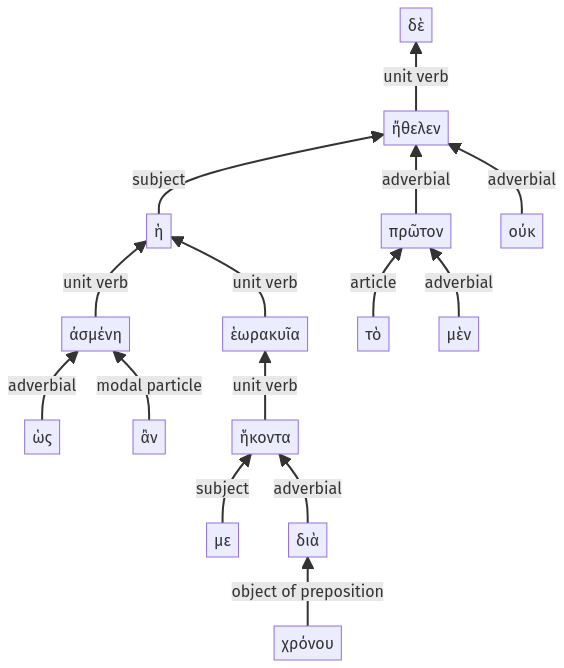 δὲ
unit verb
ἤθελεν
subject adverbial adverbial
ἡ πρῶτον οὐκ
unit verb unit verb article adverbial
ἀσμένη ἑωρακυῖα τὸ μὲν
adverbial modal particle unit verb
ὡς ἂν ἥκοντα
subject adverbial
με διὰ
object of preposition
χρόνου